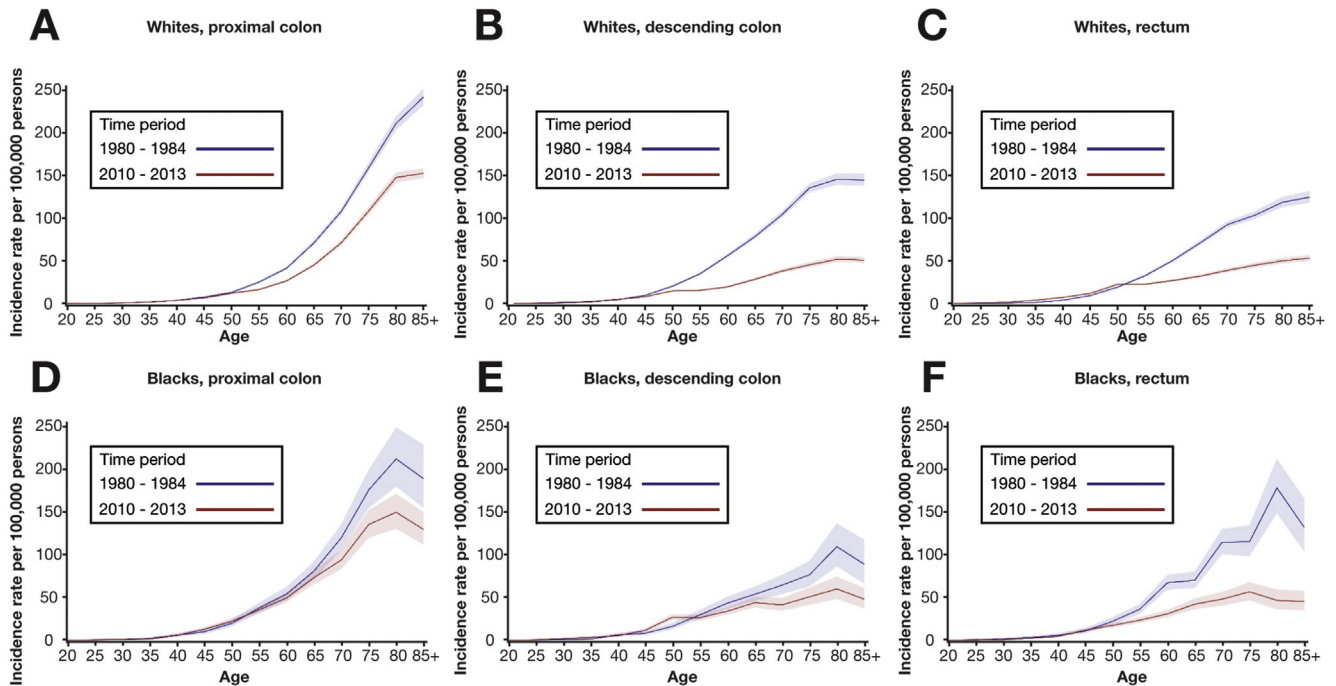 A
Whites, proximal colon
Incidence rate per 100,000 persons
250
200
150
100
50
0
Time period
1980 - 1984
2010 - 2013
20 25 30 35 40 45 50 55 60 65 70 75 80 85+
Age
B
Whites, descending colon
Incidence rate per 100,000 persons
250
200
150
100
50
0
Time period
1980 - 1984
2010 - 2013
20 25 30 35 40 45 50 55 60 65 70 75 80 85+
Age
C
Whites, rectum
Incidence rate per 100,000 persons
250
200
150
100
50
0
Time period
1980 - 1984
2010 - 2013
20 25 30 35 40 45 50 55 60 65 70 75 80 85+
Age
D
Blacks, proximal colon
Incidence rate per 100,000 persons
250
200
150
100
50
0
Time period
1980 - 1984
2010 - 2013
20 25 30 35 40 45 50 55 60 65 70 75 80 85+
Age
E
Blacks, descending colon
Incidence rate per 100,000 persons
250
200
150
100
50
0
Time period
1980 - 1984
2010 - 2013
20 25 30 35 40 45 50 55 60 65 70 75 80 85+
Age
F
Blacks, rectum
Incidence rate per 100,000 persons
250
200
150
100
50
0
Time period
1980 - 1984
2010 - 2013
20 25 30 35 40 45 50 55 60 65 70 75 80 85+
Age